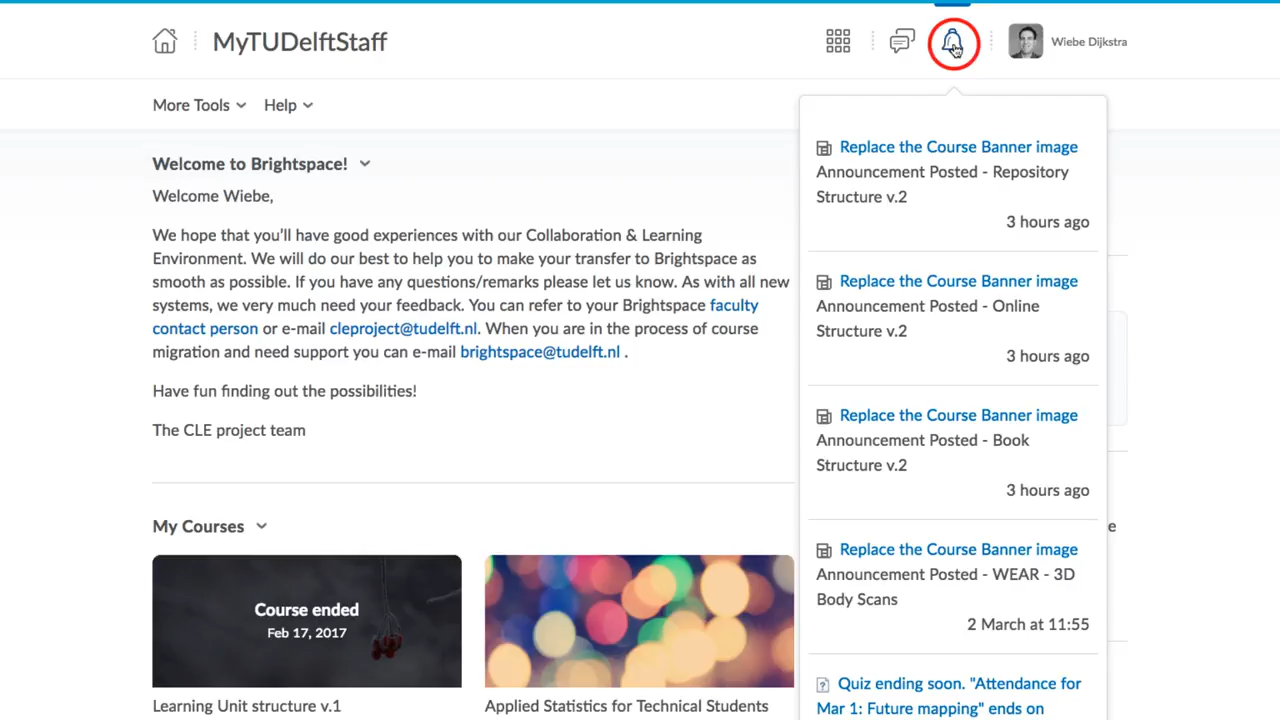 MyTUDelftStaff
Wiebe Dijkstra
More Tools
Help
Welcome to Brightspace!
Welcome Wiebe,
We hope that you'll have good experiences with our Collaboration & Learning
Environment. We will do our best to help you to make your transfer to Brightspace as
smooth as possible. If you have any questions/remarks please let us know. As with all new
systems, we very much need your feedback. You can refer to your Brightspace faculty
contact person or e-mail cleproject@tudelft.nl. When you are in the process of course
migration and need support you can e-mail brightspace@tudelft.nl .
Have fun finding out the possibilities!
The CLE project team
My Courses
Course ended
Feb 17, 2017
Learning Unit structure v.1
Applied Statistics for Technical Students
Replace the Course Banner image
Announcement Posted - Repository
Structure v.2
3 hours ago
Replace the Course Banner image
Announcement Posted - Online
Structure v.2
3 hours ago
Replace the Course Banner image
Announcement Posted - Book
Structure v.2
3 hours ago
Replace the Course Banner image
Announcement Posted - WEAR - 3D
Body Scans
2 March at 11:55
Quiz ending soon. "Attendance for
Mar 1: Future mapping" ends on